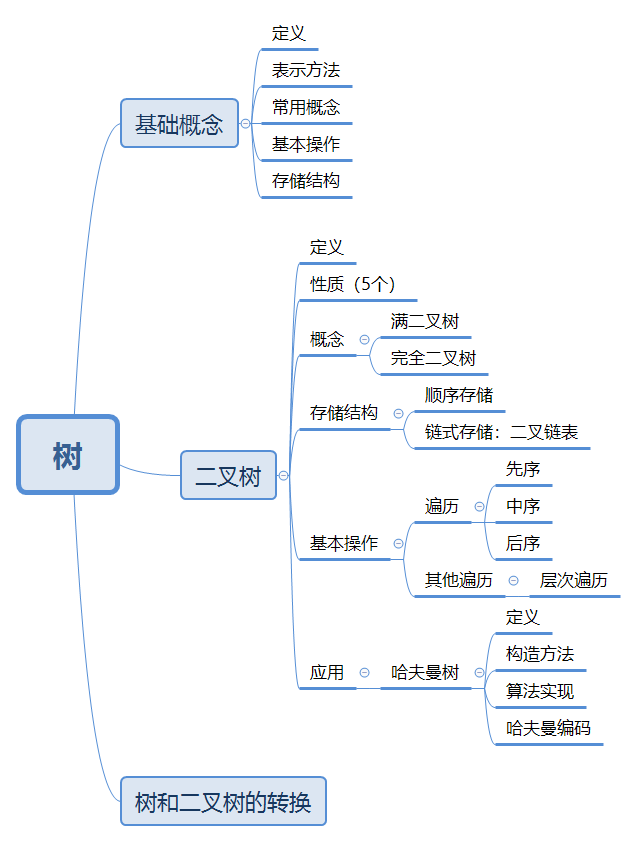 树
基础概念
定义
表示方法
常用概念
基本操作
存储结构
二叉树
定义
性质（5个）
概念
满二叉树
完全二叉树
存储结构
顺序存储
链式存储：二叉链表
基本操作
遍历
先序
中序
后序
其他遍历
层次遍历
应用
哈夫曼树
定义
构造方法
算法实现
哈夫曼编码
树和二叉树的转换